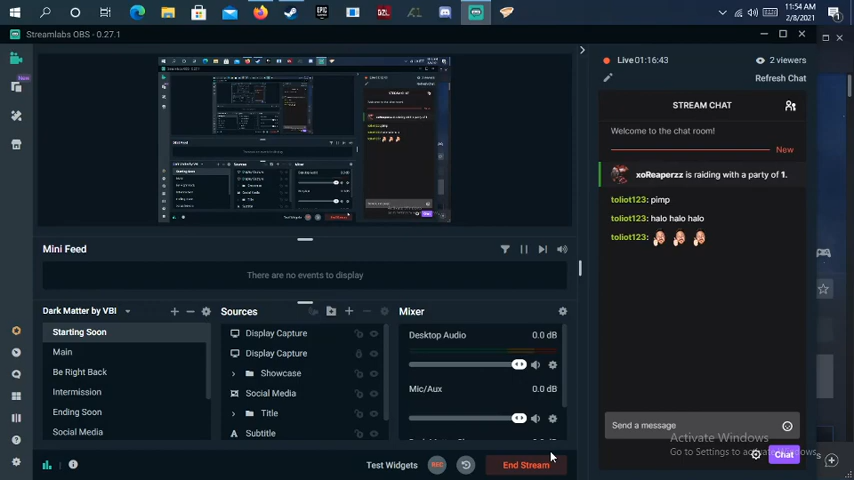 11:54 AM
2/8/2021
Streamlabs OBS - 0.27.1
Live 01:16:43
2 viewers
Refresh Chat
New
STREAM CHAT
Welcome to the chat room!
New
xoReaperzz is raiding with a party of 1.
toliot123: pimp
toliot123: halo halo halo
toliot123:
Mini Feed
There are no events to display
Dark Matter by VBI
Starting Soon
Main
Be Right Back
Intermission
Ending Soon
Social Media
Sources
Display Capture
Display Capture
Showcase
Social Media
Title
Subtitle
Mixer
Desktop Audio 0.0 dB
Mic/Aux 0.0 dB
Send a message
Activate Windows
Go to Settings to activate Windows.
Chat
Test Widgets
REC
End Stream